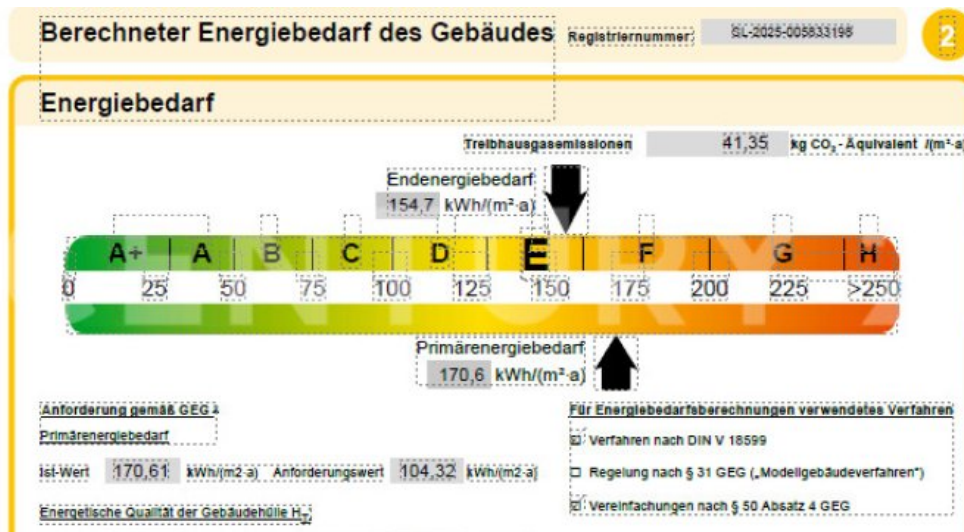 Berechneter Energiebedarf des Gebäudes Registriernummer: SL-2025-005833198 2
Energiebedarf
Treibhausgasemissionen 41,35 kg CO₂ - Äquivalent /(m²·a)
Endenergiebedarf
154,7 kWh/(m²·a)
A+ A B C D E F G H
0 25 50 75 100 125 150 175 200 225 >250
Primärenergiebedarf
170,6 kWh/(m²·a)
Anforderung gemäß GEG Für Energiebedarfsberechnungen verwendetes Verfahren
Primärenergiebedarf
☑ Verfahren nach DIN V 18599
Ist-Wert 170,61 kWh/(m2·a) Anforderungswert 104,32 kWh/(m2·a)
☐ Regelung nach § 31 GEG („Modellgebäudeverfahren")
Energetische Qualität der Gebäudehülle H
☑ Vereinfachungen nach § 50 Absatz 4 GEG